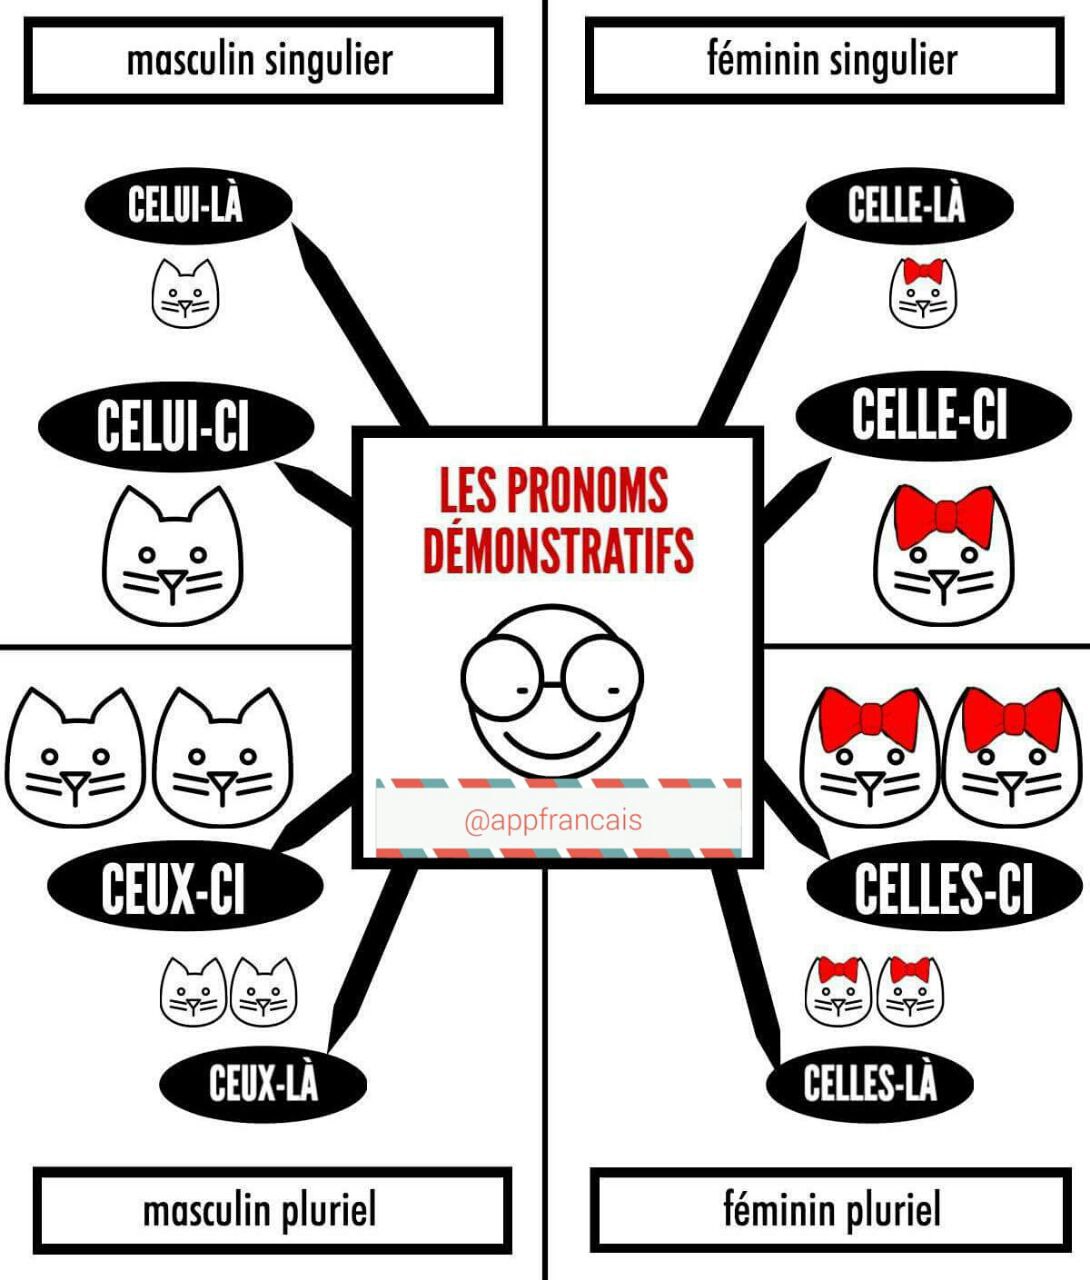 masculin singulier
féminin singulier
CELUI-LÀ
CELLE-LÀ
CELUI-CI
CELLE-CI
LES PRONOMS
DÉMONSTRATIFS
@appfrancais
CEUX-CI
CELLES-CI
CEUX-LÀ
CELLES-LÀ
masculin pluriel
féminin pluriel